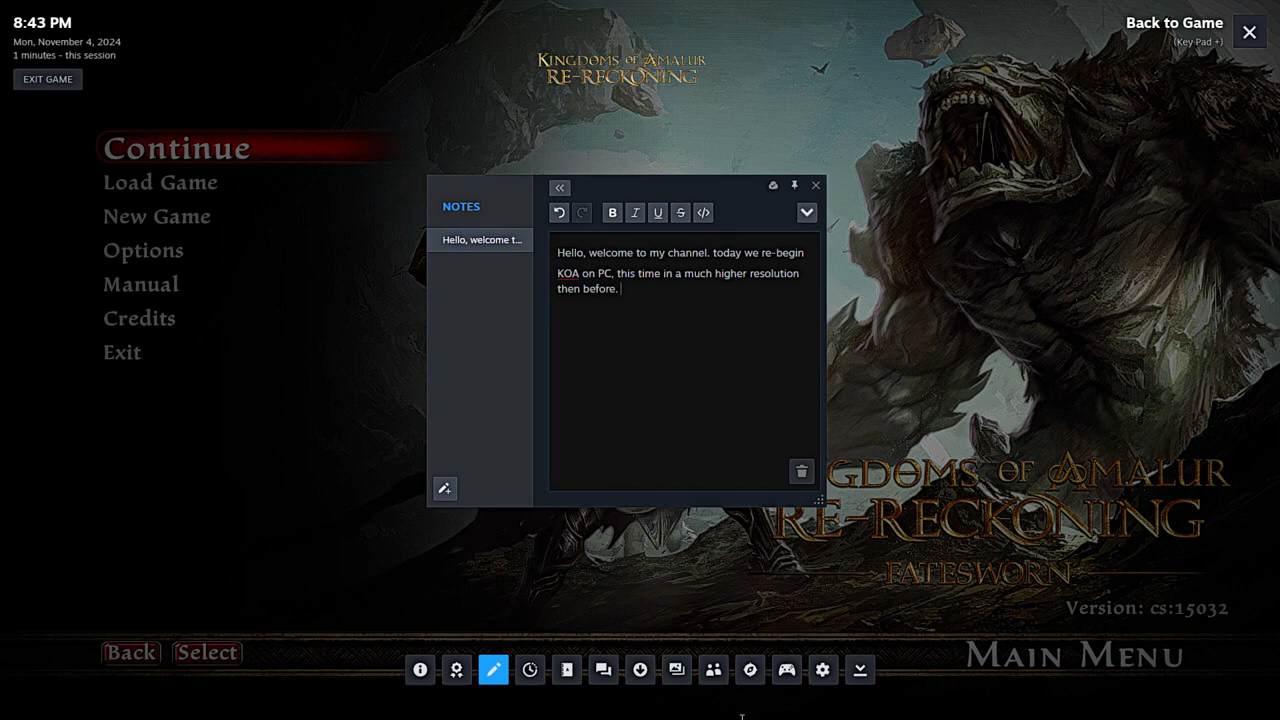 8:43 PM
Mon, November 4, 2024
1 minutes - this session
EXIT GAME
Back to Game
(Key Pad +)
KINGDOMS OF AMALUR
RE-RECKONING
Continue
Load Game
New Game
Options
Manual
Credits
Exit
NOTES
Hello, welcome t...
B I U S </>
Hello, welcome to my channel. today we re-begin
KOA on PC, this time in a much higher resolution
then before.
GDOMS OF AMALUR
RE-RECKONING
FATESWORN
Version: cs:15032
Back Select
MAIN MENU